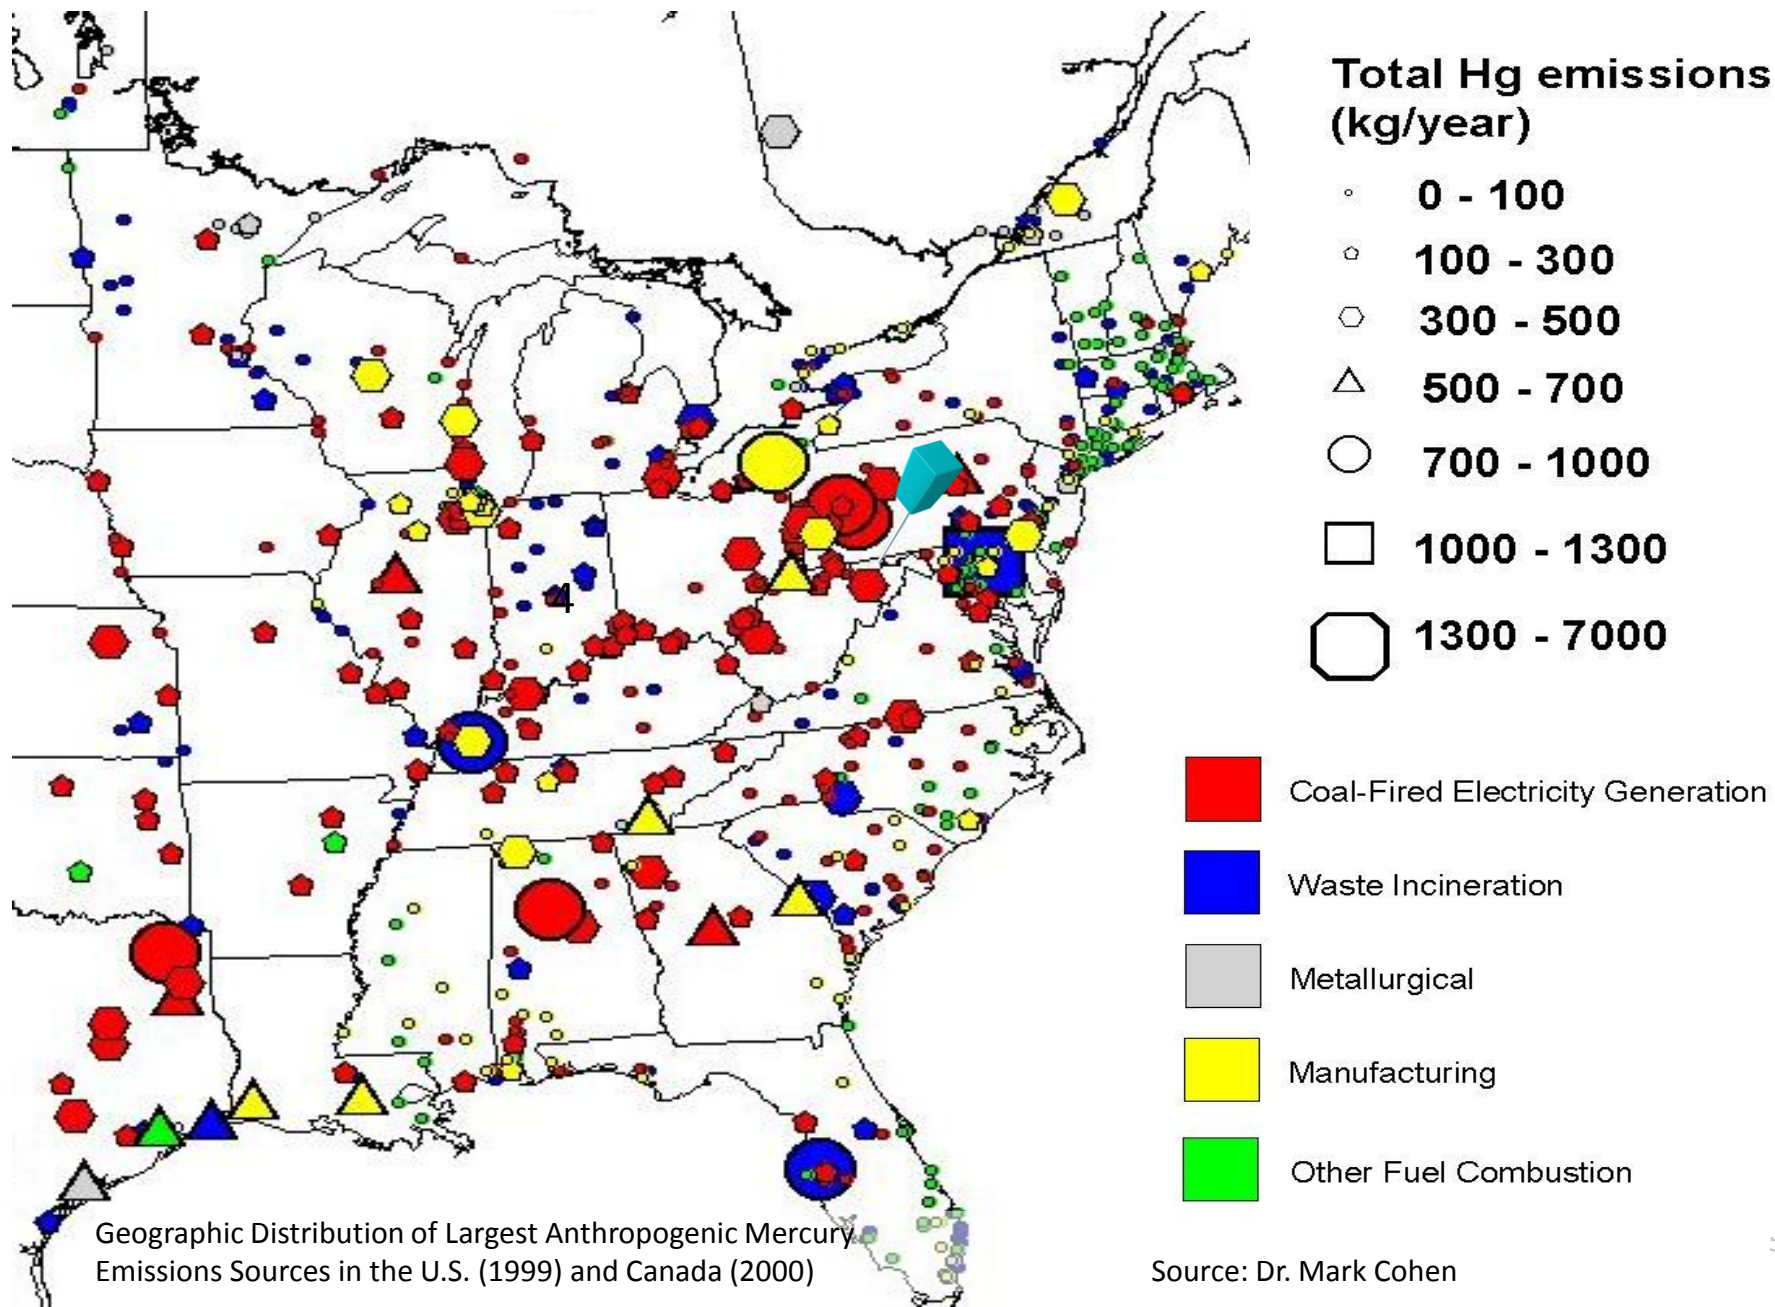 Total Hg emissions
(kg/year)
0 - 100
100 - 300
300 - 500
500 - 700
700 - 1000
1000 - 1300
1300 - 7000
4
Coal-Fired Electricity Generation
Waste Incineration
Metallurgical
Manufacturing
Other Fuel Combustion
Geographic Distribution of Largest Anthropogenic Mercury
Emissions Sources in the U.S. (1999) and Canada (2000)
Source: Dr. Mark Cohen